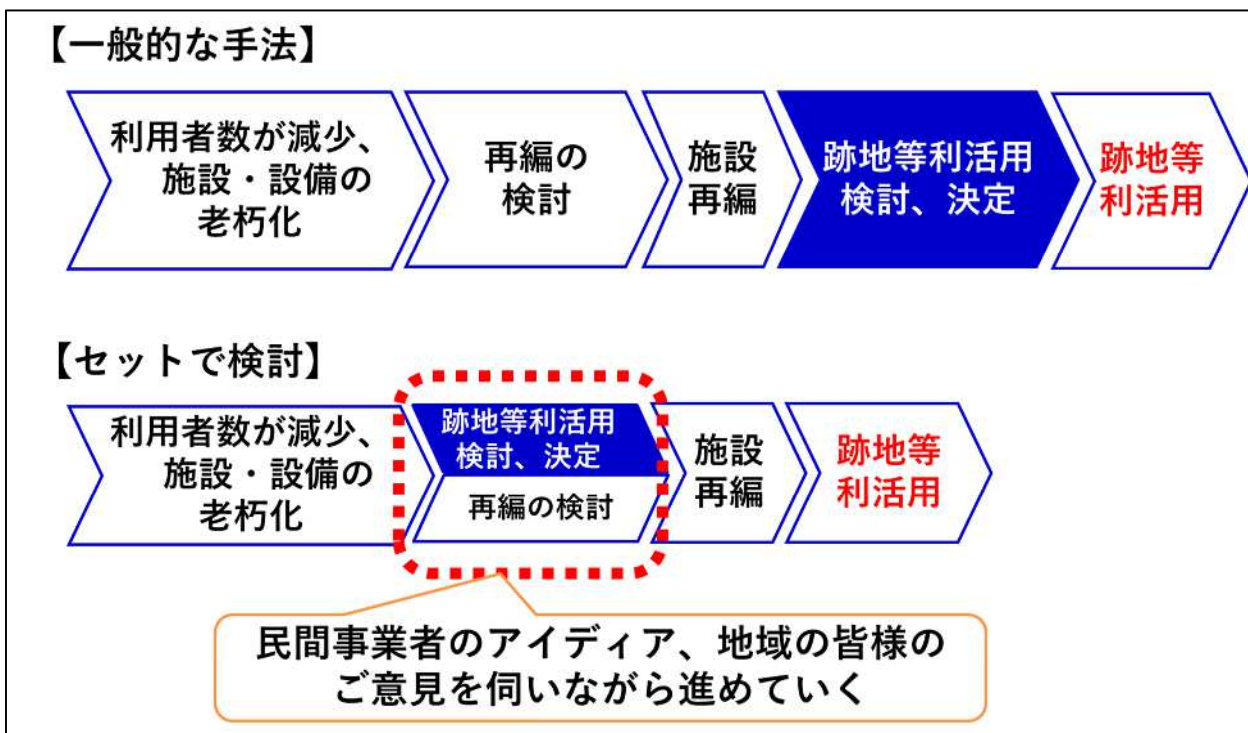 【一般的な手法】
利用者数が減少、
施設・設備の
老朽化
再編の
検討
施設
再編
跡地等利活用
検討、決定
跡地等
利活用
【セットで検討】
利用者数が減少、
施設・設備の
老朽化
跡地等利活用
検討、決定
再編の検討
施設
再編
跡地等
利活用
民間事業者のアイディア、地域の皆様の
ご意見を伺いながら進めていく